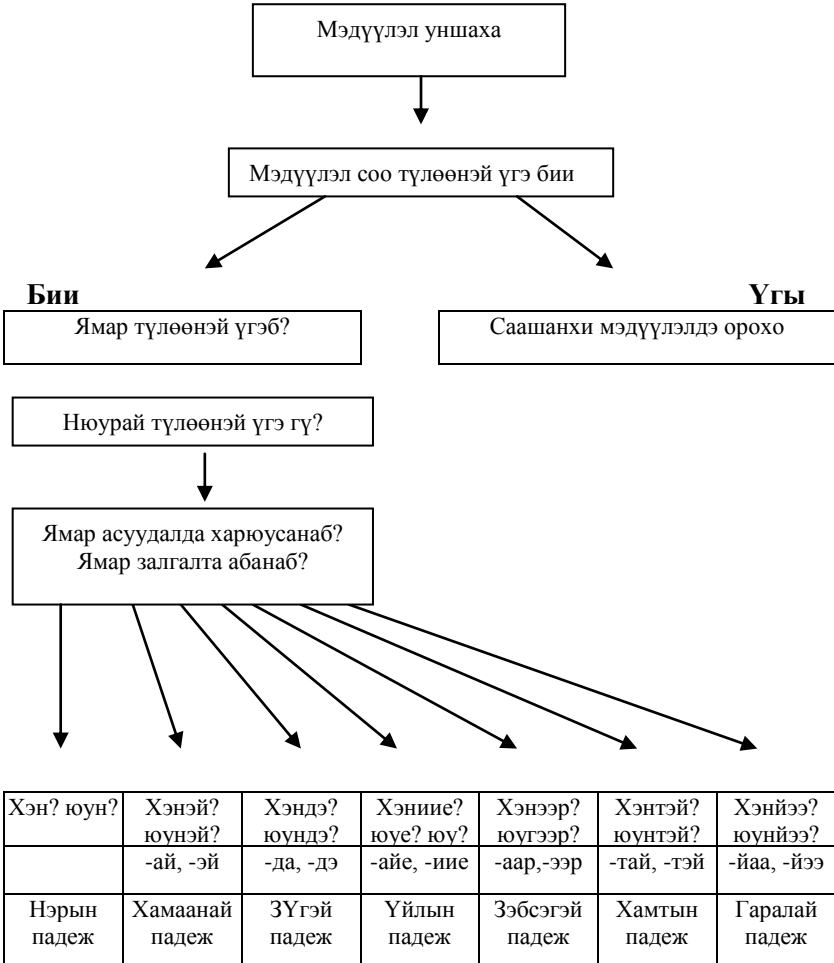 Мэдүүлэл уншаха
Мэдүүлэл соо түлөөнэй үгэ бии
Бии
Үгы
Ямар түлөөнэй үгэб?
Саашанхи мэдүүлэлдэ орохо
Нюурай түлөөнэй үгэ гү?
Ямар асуудалда харюусанаб?
Ямар залгалта абанаб?
Хэн? юун? Хэнэй? Хэндэ? Хэниие? Хэнээр? Хэнтэй? Хэнйээ?
юунэй? юундэ? юуе? юу? юугээр? юунтэй? юунйээ?
-ай, -эй -да, -дэ -айе, -иие -аар,-ээр -тай, -тэй -йаа, -йээ
Нэрын Хамаанай ЗҮгэй Үйлын Зэбсэгэй Хамтын Гаралай
падеж падеж падеж падеж падеж падеж падеж